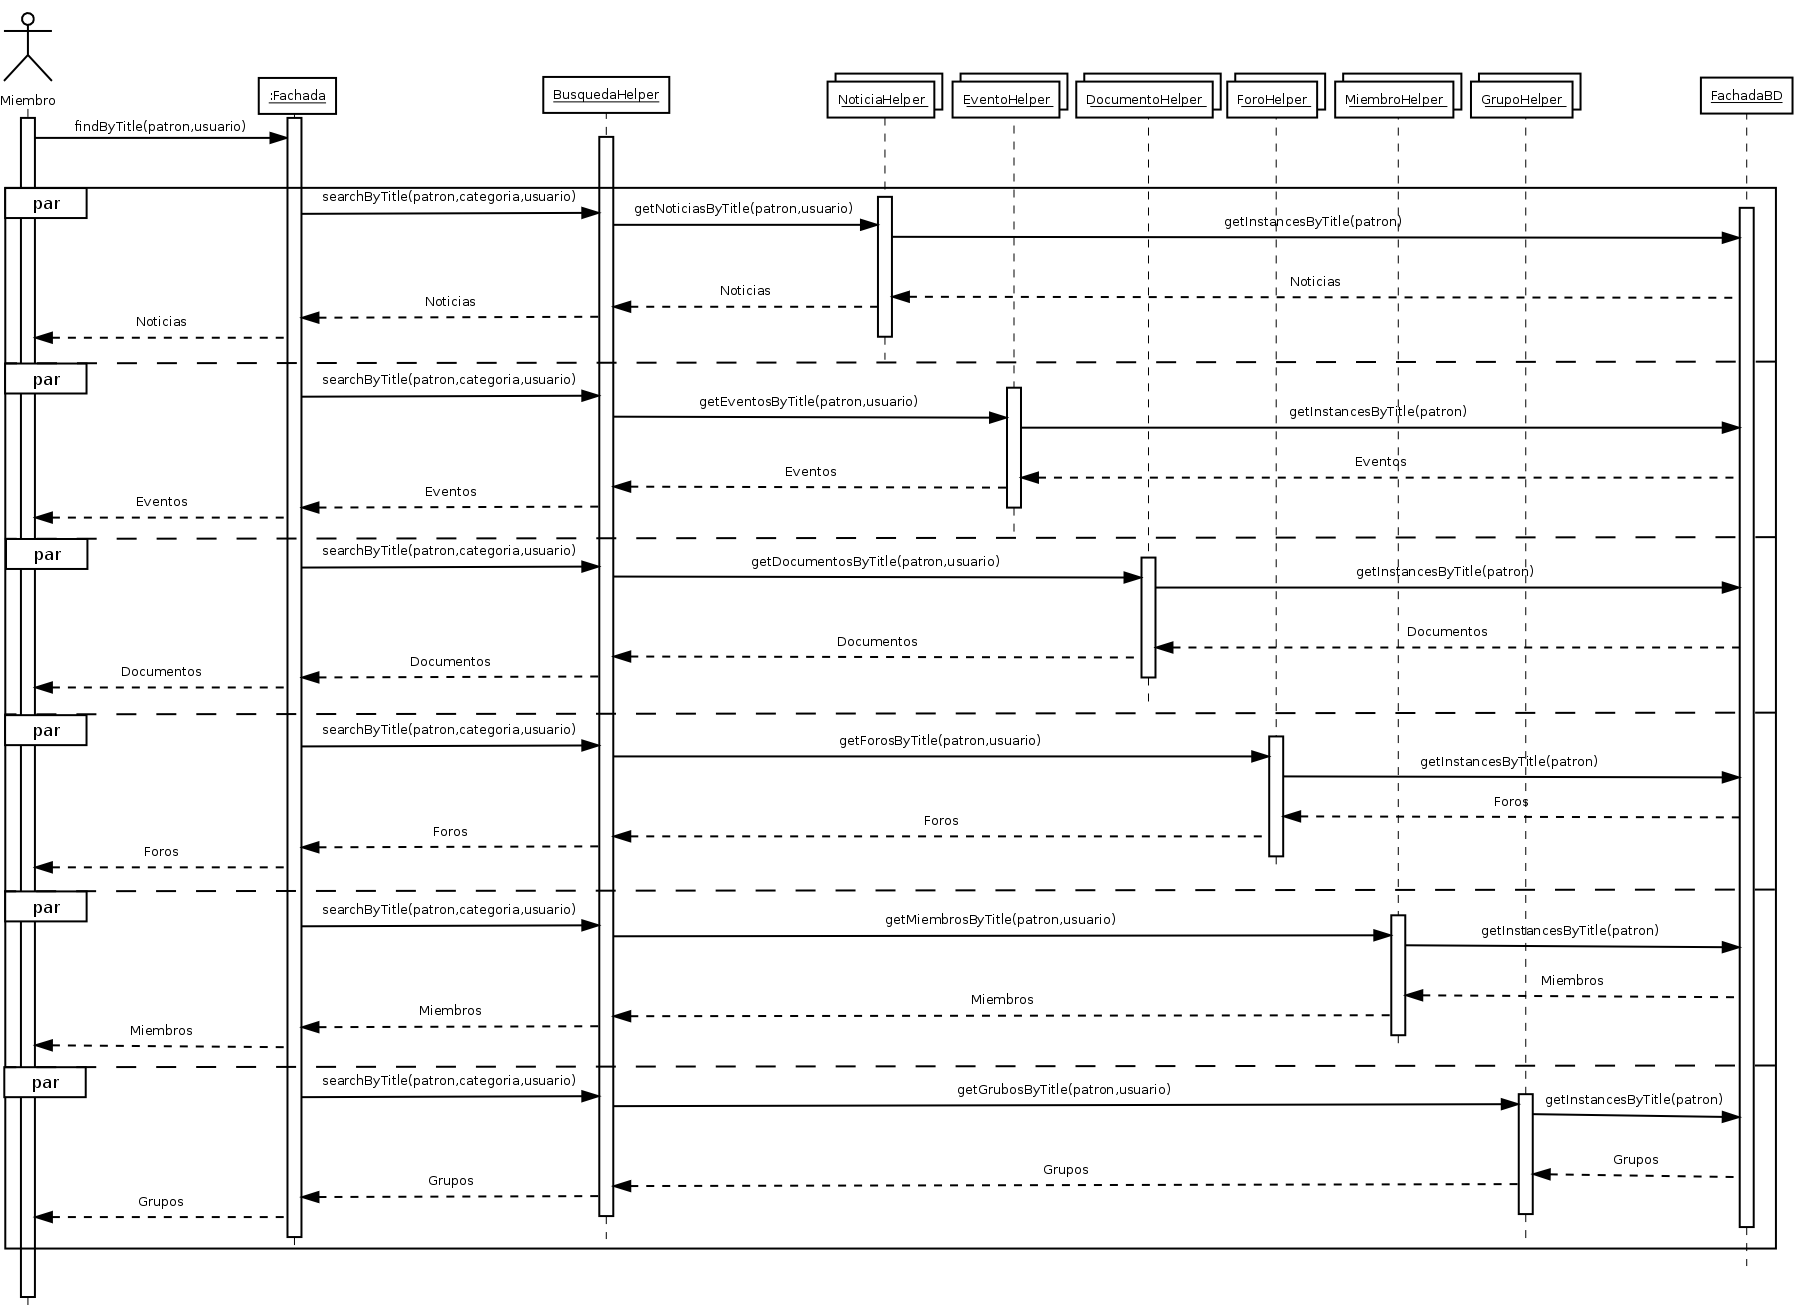 Miembro
:Fachada
BusquedaHelper
NoticiaHelper
EventoHelper
DocumentoHelper
ForoHelper
MiembroHelper
GrupoHelper
FachadaBD
findByTitle(patron,usuario)
par
searchByTitle(patron,categoria,usuario)
getNoticiasByTitle(patron,usuario)
getInstancesByTitle(patron)
Noticias
Noticias
Noticias
Noticias
par
searchByTitle(patron,categoria,usuario)
getEventosByTitle(patron,usuario)
getInstancesByTitle(patron)
Eventos
Eventos
Eventos
Eventos
par
searchByTitle(patron,categoria,usuario)
getDocumentosByTitle(patron,usuario)
getInstancesByTitle(patron)
Documentos
Documentos
Documentos
Documentos
par
searchByTitle(patron,categoria,usuario)
getForosByTitle(patron,usuario)
getInstancesByTitle(patron)
Foros
Foros
Foros
Foros
par
searchByTitle(patron,categoria,usuario)
getMiembrosByTitle(patron,usuario)
getInstancesByTitle(patron)
Miembros
Miembros
Miembros
Miembros
par
searchByTitle(patron,categoria,usuario)
getGrubosByTitle(patron,usuario)
getInstancesByTitle(patron)
Grupos
Grupos
Grupos
Grupos